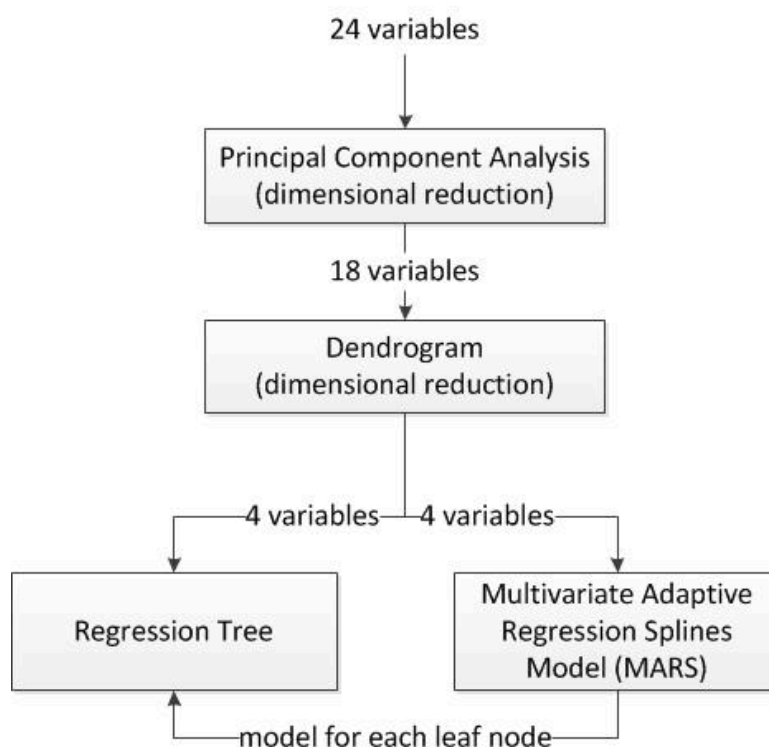 24 variables
Principal Component Analysis
(dimensional reduction)
18 variables
Dendrogram
(dimensional reduction)
4 variables
4 variables
Regression Tree
Multivariate Adaptive
Regression Splines
Model (MARS)
model for each leaf node